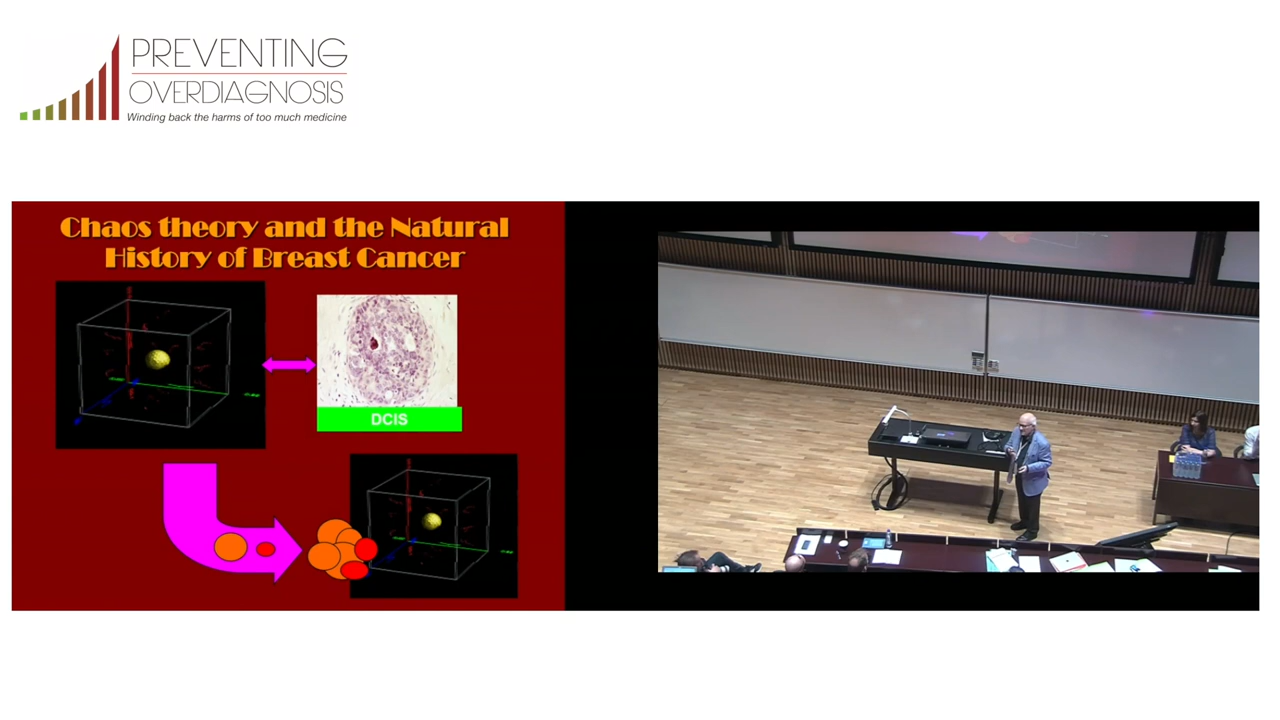 PREVENTING
OVERDIAGNOSIS
Winding back the harms of too much medicine
Chaos theory and the Natural
History of Breast Cancer
DCIS